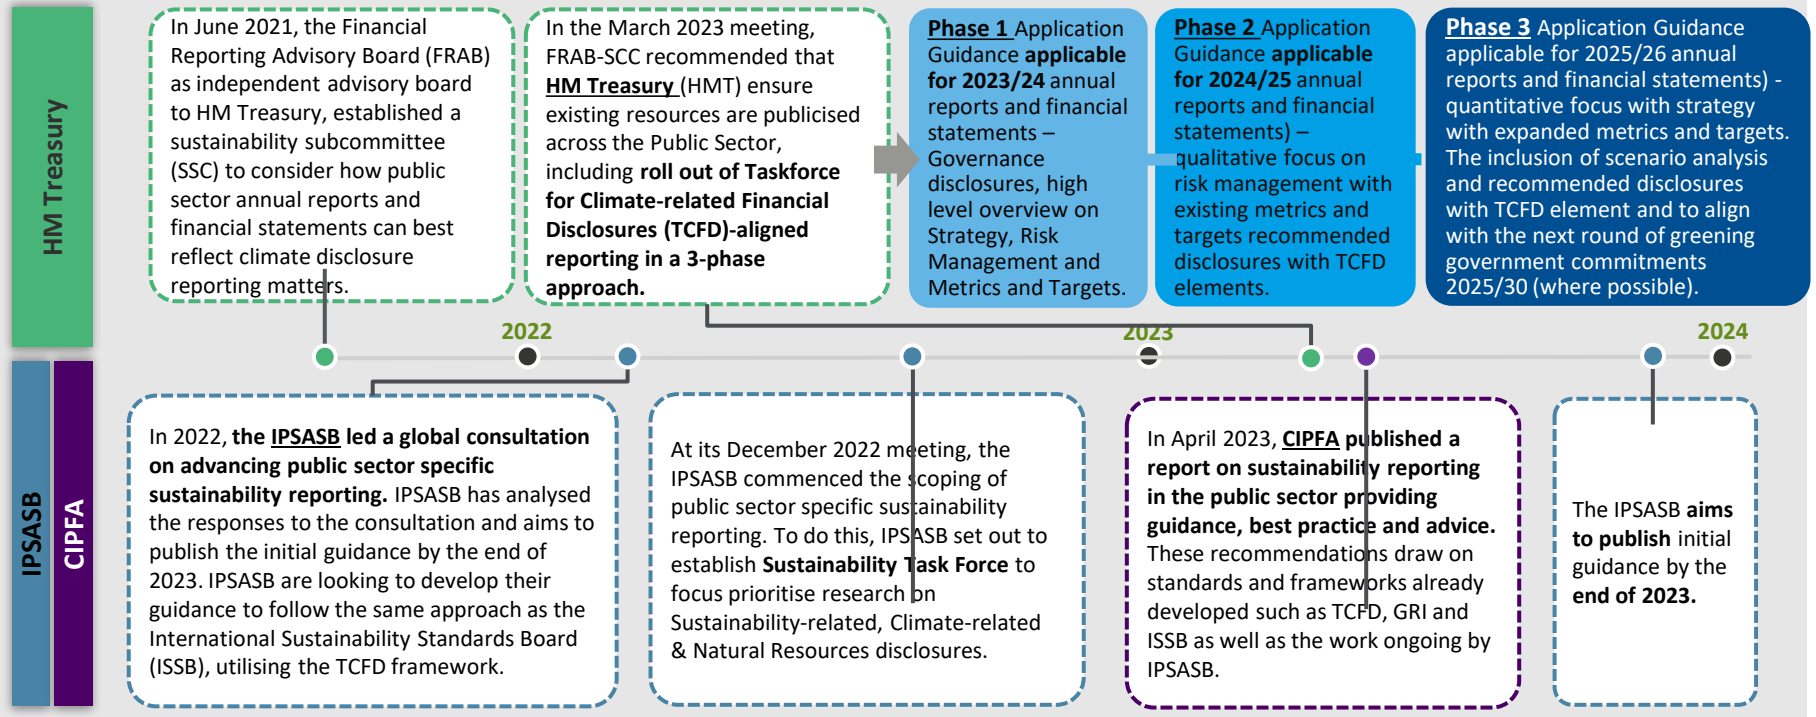 HM Treasury
In June 2021, the Financial
Reporting Advisory Board (FRAB)
as independent advisory board
to HM Treasury, established a
sustainability subcommittee
(SSC) to consider how public
sector annual reports and
financial statements can best
reflect climate disclosure
reporting matters.
In the March 2023 meeting,
FRAB-SCC recommended that
HM Treasury (HMT) ensure
existing resources are publicised
across the Public Sector,
including roll out of Taskforce
for Climate-related Financial
Disclosures (TCFD)-aligned
reporting in a 3-phase
approach.
Phase 1 Application
Guidance applicable
for 2023/24 annual
reports and financial
statements –
Governance
disclosures, high
level overview on
Strategy, Risk
Management and
Metrics and Targets.
Phase 2 Application
Guidance applicable
for 2024/25 annual
reports and financial
statements) –
qualitative focus on
risk management with
existing metrics and
targets recommended
disclosures with TCFD
elements.
Phase 3 Application Guidance
applicable for 2025/26 annual
reports and financial statements) -
quantitative focus with strategy
with expanded metrics and targets.
The inclusion of scenario analysis
and recommended disclosures
with TCFD element and to align
with the next round of greening
government commitments
2025/30 (where possible).
2022
2023
2024
IPSASB
CIPFA
In 2022, the IPSASB led a global consultation
on advancing public sector specific
sustainability reporting. IPSASB has analysed
the responses to the consultation and aims to
publish the initial guidance by the end of
2023. IPSASB are looking to develop their
guidance to follow the same approach as the
International Sustainability Standards Board
(ISSB), utilising the TCFD framework.
At its December 2022 meeting, the
IPSASB commenced the scoping of
public sector specific sustainability
reporting. To do this, IPSASB set out to
establish Sustainability Task Force to
focus prioritise research on
Sustainability-related, Climate-related
& Natural Resources disclosures.
In April 2023, CIPFA published a
report on sustainability reporting
in the public sector providing
guidance, best practice and advice.
These recommendations draw on
standards and frameworks already
developed such as TCFD, GRI and
ISSB as well as the work ongoing by
IPSASB.
The IPSASB aims
to publish initial
guidance by the
end of 2023.